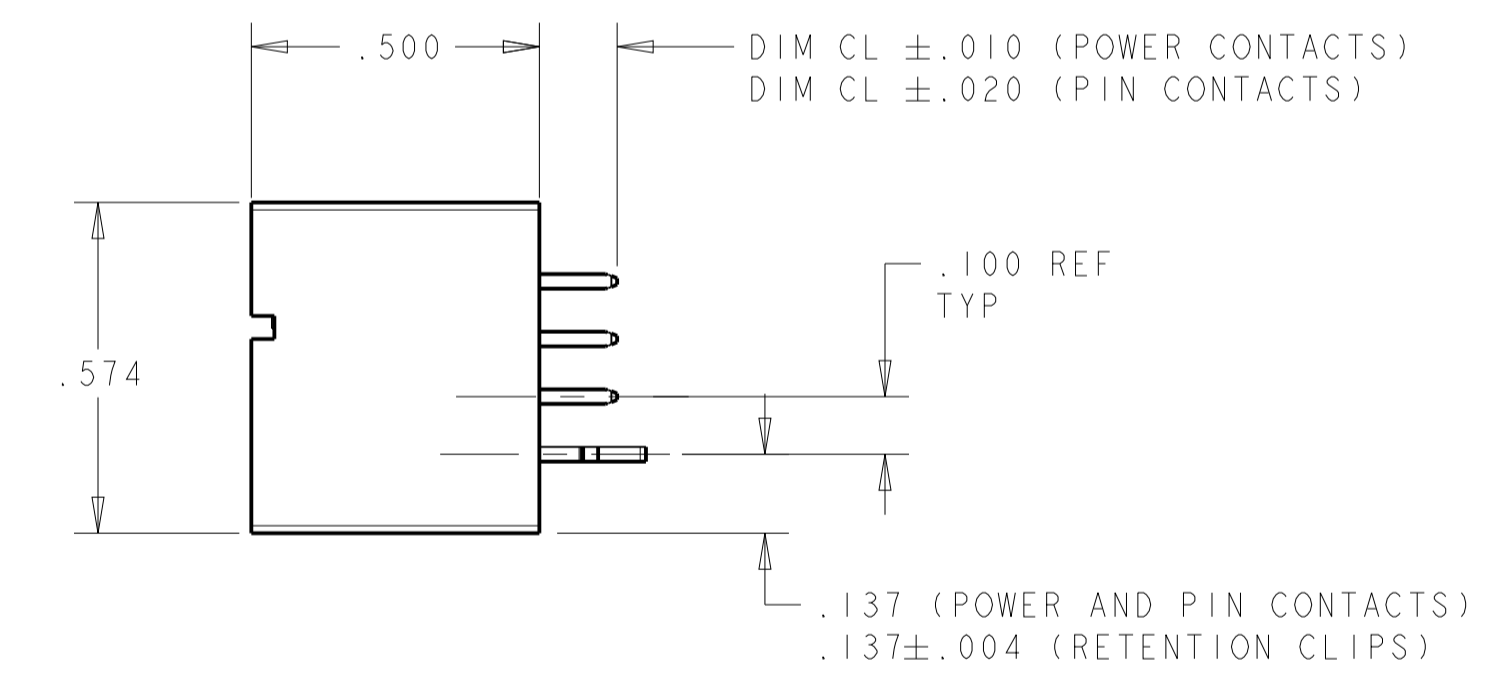 .500
DIM CL ±.010 (POWER CONTACTS)
DIM CL ±.020 (PIN CONTACTS)
.100 REF
TYP
.574
.137 (POWER AND PIN CONTACTS)
.137±.004 (RETENTION CLIPS)